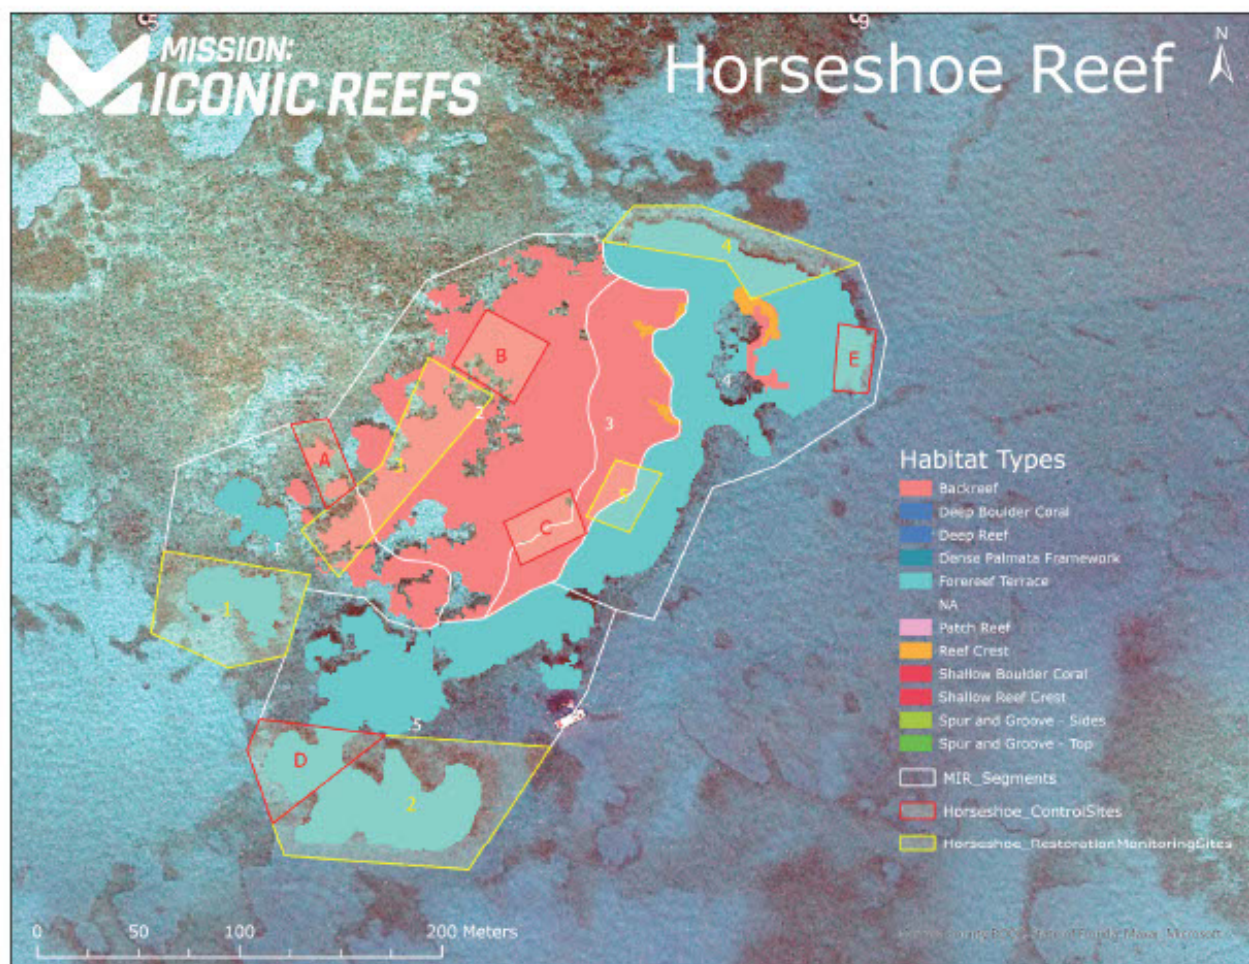 MISSION:
ICONIC REEFS
Horseshoe Reef
N
4
B
E
2
3
A
3
5
C
1
1
Habitat Types
Backreef
Deep Boulder Coral
Deep Reef
Dense Palmata Framework
Forereef Terrace
NA
Patch Reef
Reef Crest
Shallow Boulder Coral
Shallow Reef Crest
Spur and Groove - Sides
Spur and Groove - Top
MIR_Segments
Horseshoe_ControlSites
Horseshoe_RestorationMonitoringSites
5
D
2
0 50 100 200 Meters
Microsoft